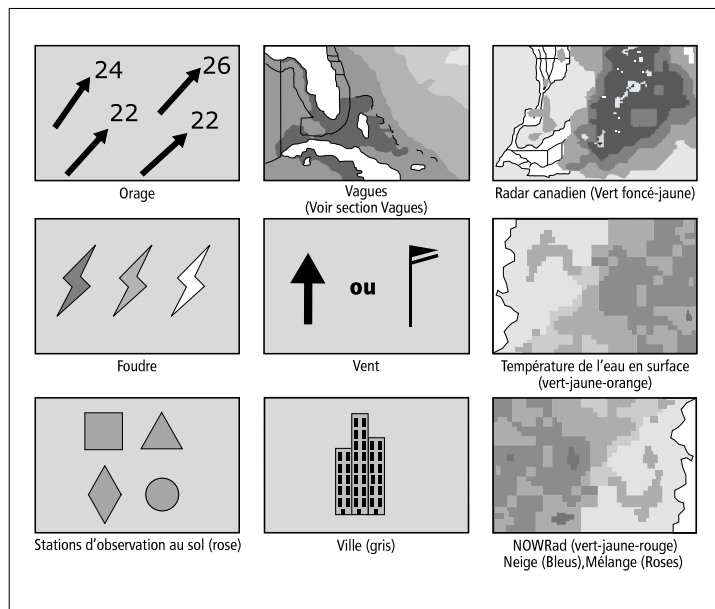 24
26
22
22
Orage
Vagues
(Voir section Vagues)
Radar canadien (Vert foncé-jaune)
ou
Foudre
Vent
Température de l'eau en surface
(vert-jaune-orange)
Stations d'observation au sol (rose)
Ville (gris)
NOWRad (vert-jaune-rouge)
Neige (Bleus),Mélange (Roses)